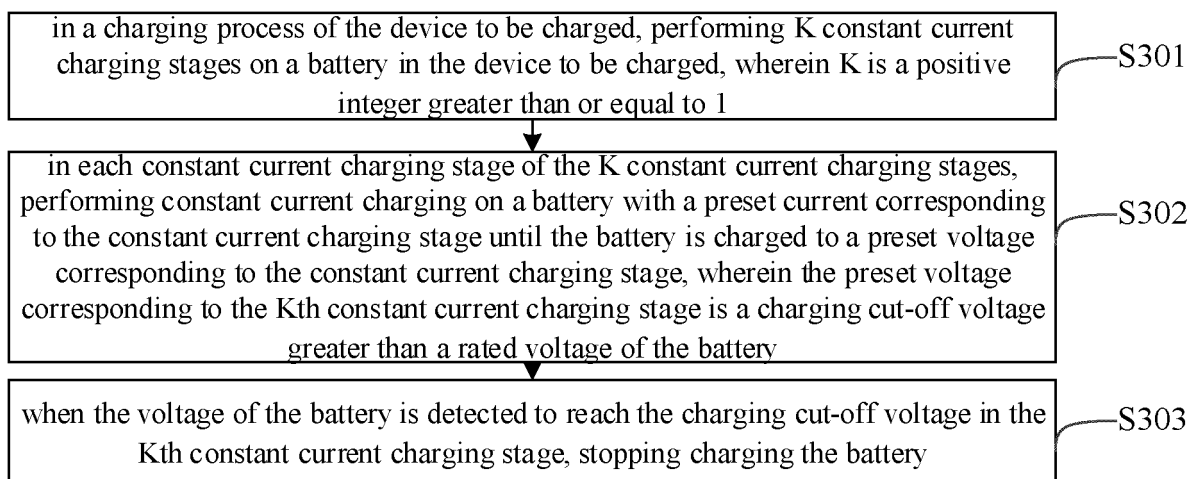 in a charging process of the device to be charged, performing K constant current
charging stages on a battery in the device to be charged, wherein K is a positive
integer greater than or equal to 1
S301
in each constant current charging stage of the K constant current charging stages,
performing constant current charging on a battery with a preset current corresponding
to the constant current charging stage until the battery is charged to a preset voltage
corresponding to the constant current charging stage, wherein the preset voltage
corresponding to the Kth constant current charging stage is a charging cut-off voltage
greater than a rated voltage of the battery
S302
when the voltage of the battery is detected to reach the charging cut-off voltage in the
Kth constant current charging stage, stopping charging the battery
S303